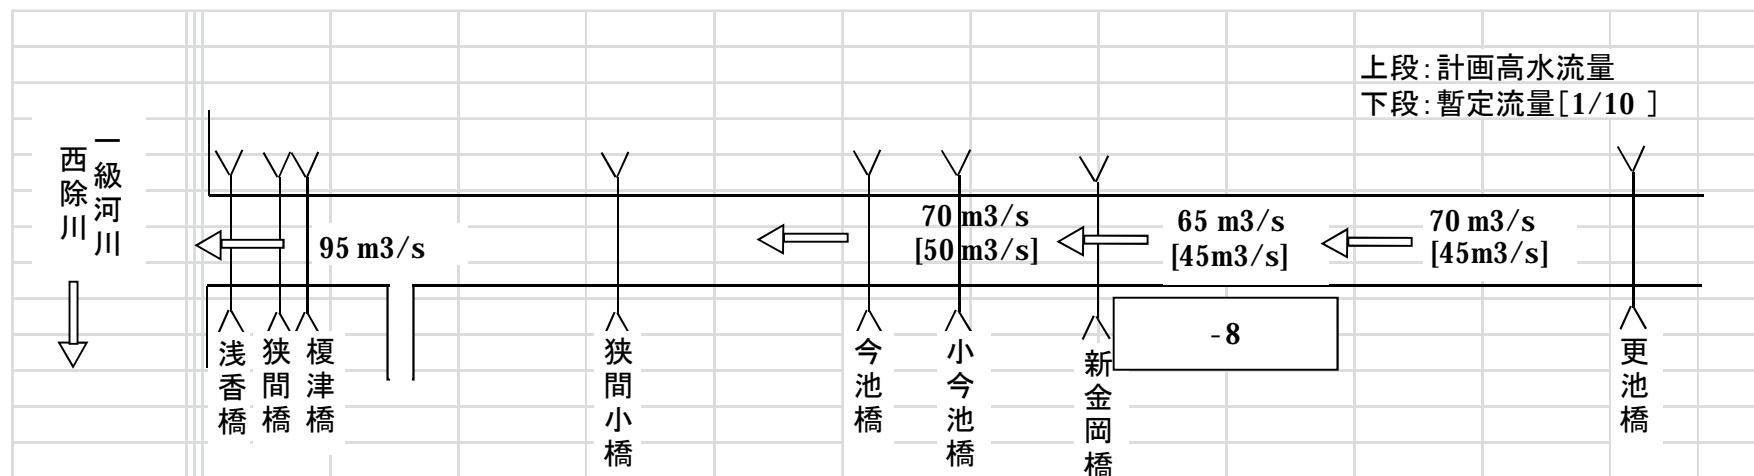 上段:計画高水流量
下段:暫定流量[1/10 ]
一級河川
西除川
95 m3/s
70 m3/s
[50 m3/s]
65 m3/s
[45m3/s]
70 m3/s
[45m3/s]
-8
浅香橋
狭間橋
榎津橋
狭間小橋
今池橋
小今池橋
新金岡橋
更池橋